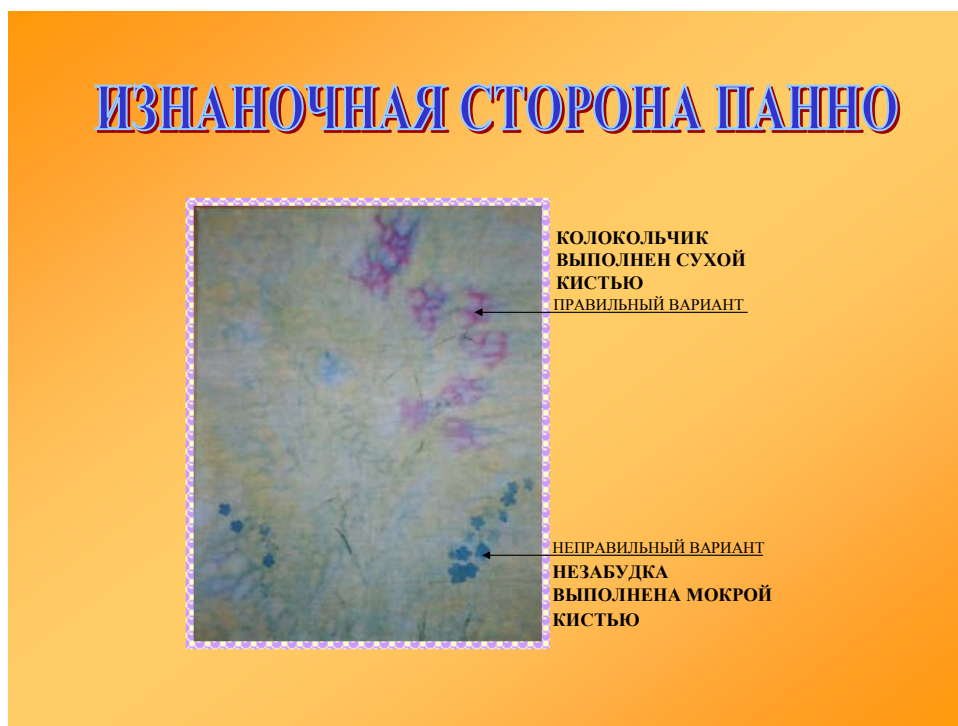 ИЗНАНОЧНАЯ СТОРОНА ПАННО
КОЛОКОЛЬЧИК
ВЫПОЛНЕН СУХОЙ
КИСТЬЮ
ПРАВИЛЬНЫЙ ВАРИАНТ
НЕПРАВИЛЬНЫЙ ВАРИАНТ
НЕЗАБУДКА
ВЫПОЛНЕНА МОКРОЙ
КИСТЬЮ